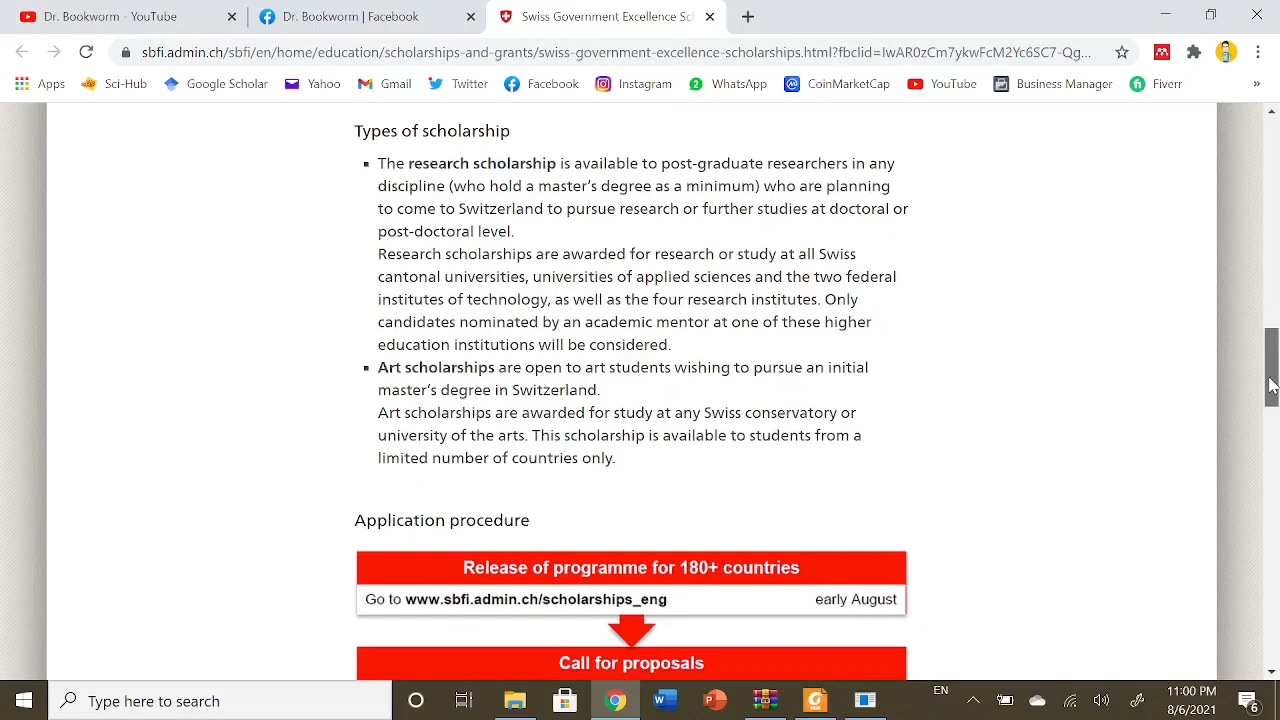 Dr. Bookworm - YouTube
Dr. Bookworm | Facebook
Swiss Government Excellence Sch
sbfi.admin.ch/sbfi/en/home/education/scholarships-and-grants/swiss-government-excellence-scholarships.html?fbclid=IwAR0zCm7ykwFcM2Yc6SC7-Qg...
Apps Sci-Hub Google Scholar Yahoo Gmail Twitter Facebook Instagram 2 WhatsApp CoinMarketCap YouTube Business Manager fi Fiverr »
Types of scholarship
The research scholarship is available to post-graduate researchers in any
discipline (who hold a master's degree as a minimum) who are planning
to come to Switzerland to pursue research or further studies at doctoral or
post-doctoral level.
Research scholarships are awarded for research or study at all Swiss
cantonal universities, universities of applied sciences and the two federal
institutes of technology, as well as the four research institutes. Only
candidates nominated by an academic mentor at one of these higher
education institutions will be considered.
Art scholarships are open to art students wishing to pursue an initial
master's degree in Switzerland.
Art scholarships are awarded for study at any Swiss conservatory or
university of the arts. This scholarship is available to students from a
limited number of countries only.
Application procedure
Release of programme for 180+ countries
Go to www.sbfi.admin.ch/scholarships_eng early August
Call for proposals
Type here to search
EN
11:00 PM
8/6/2021
6